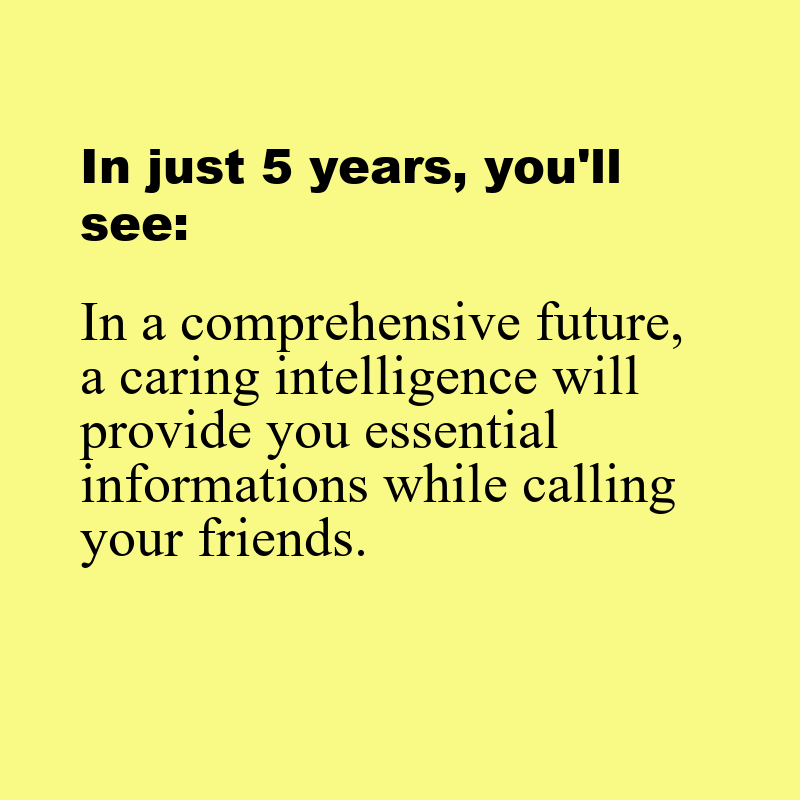 In just 5 years, you'll
see:
In a comprehensive future,
a caring intelligence will
provide you essential
informations while calling
your friends.